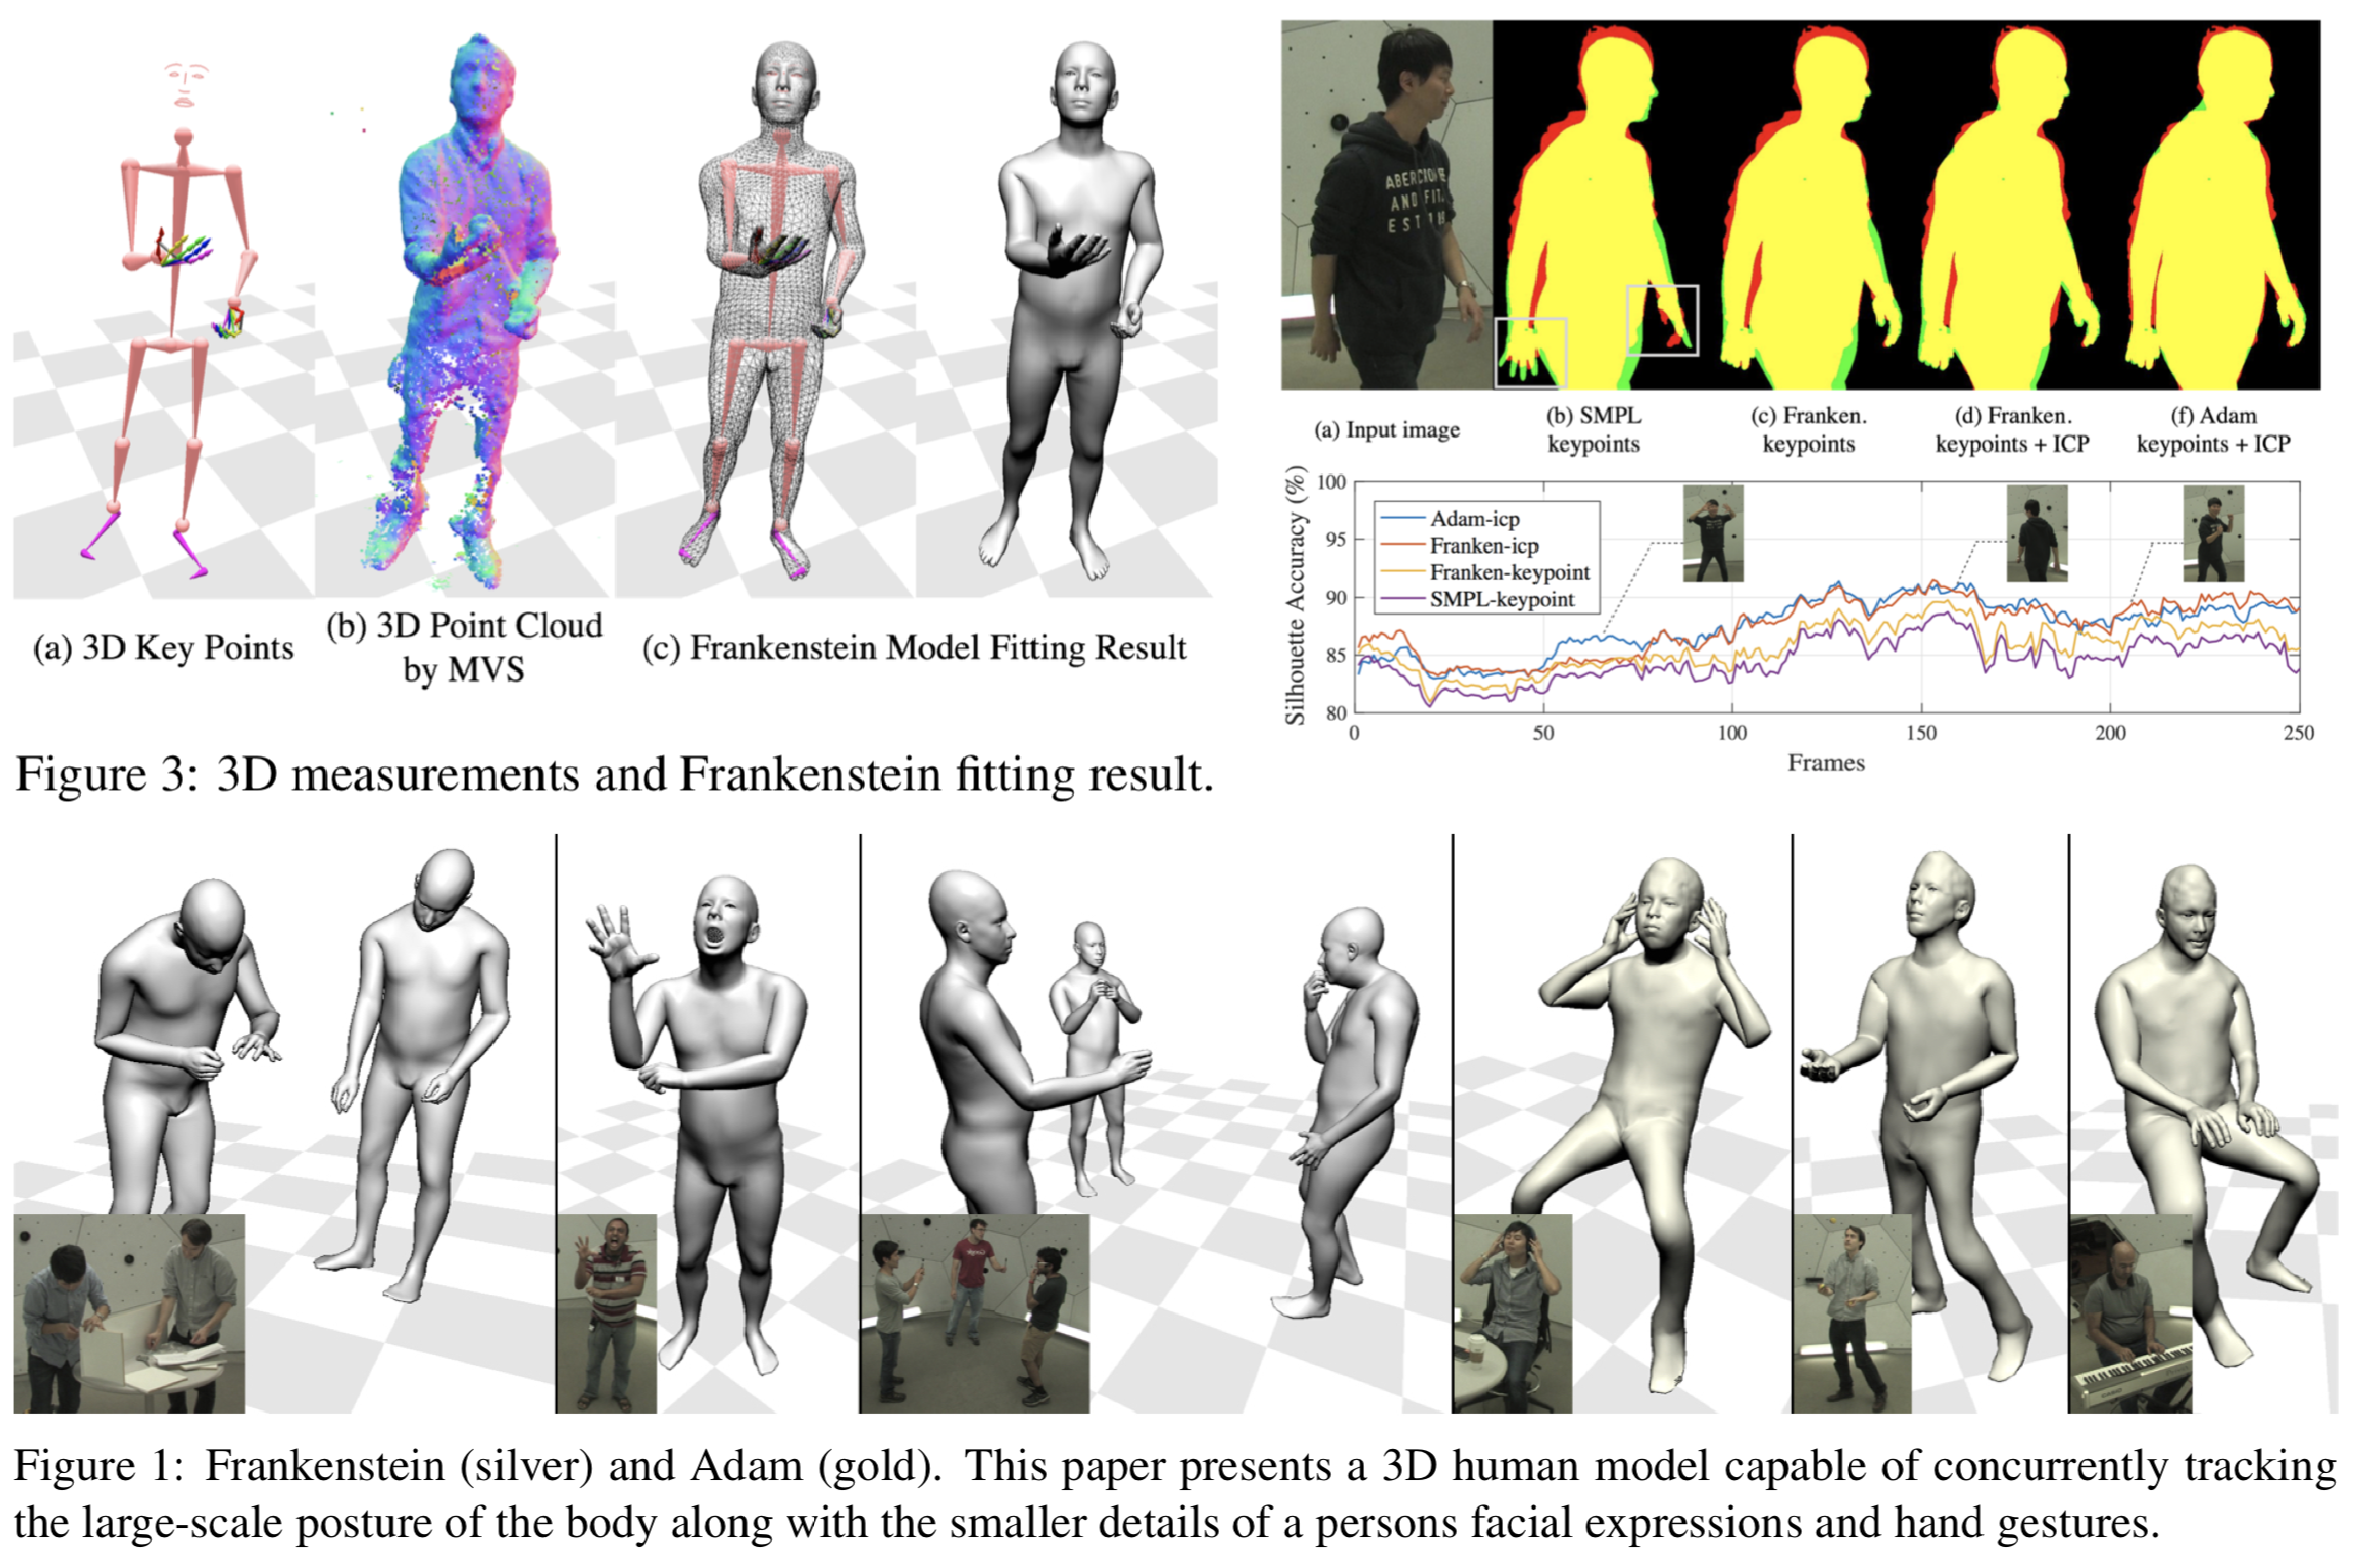 (a) 3D Key Points
(b) 3D Point Cloud
by MVS
(c) Frankenstein Model Fitting Result
Figure 3: 3D measurements and Frankenstein fitting result.
ABERCROMBIE
AND FIT
EST
(a) Input image
(b) SMPL
keypoints
(c) Franken.
keypoints
(d) Franken.
keypoints + ICP
(f) Adam
keypoints + ICP
Silhouette Accuracy (%)
100
95
90
85
80
Adam-icp
Franken-icp
Franken-keypoint
SMPL-keypoint
0 50 100 150 200 250
Frames
Figure 1: Frankenstein (silver) and Adam (gold). This paper presents a 3D human model capable of concurrently tracking
the large-scale posture of the body along with the smaller details of a persons facial expressions and hand gestures.